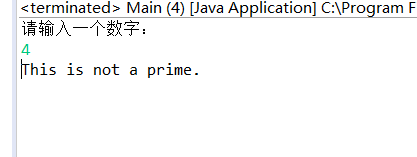 <terminated> Main (4) [Java Application] C:\Program F
请输入一个数字：
4
This is not a prime.